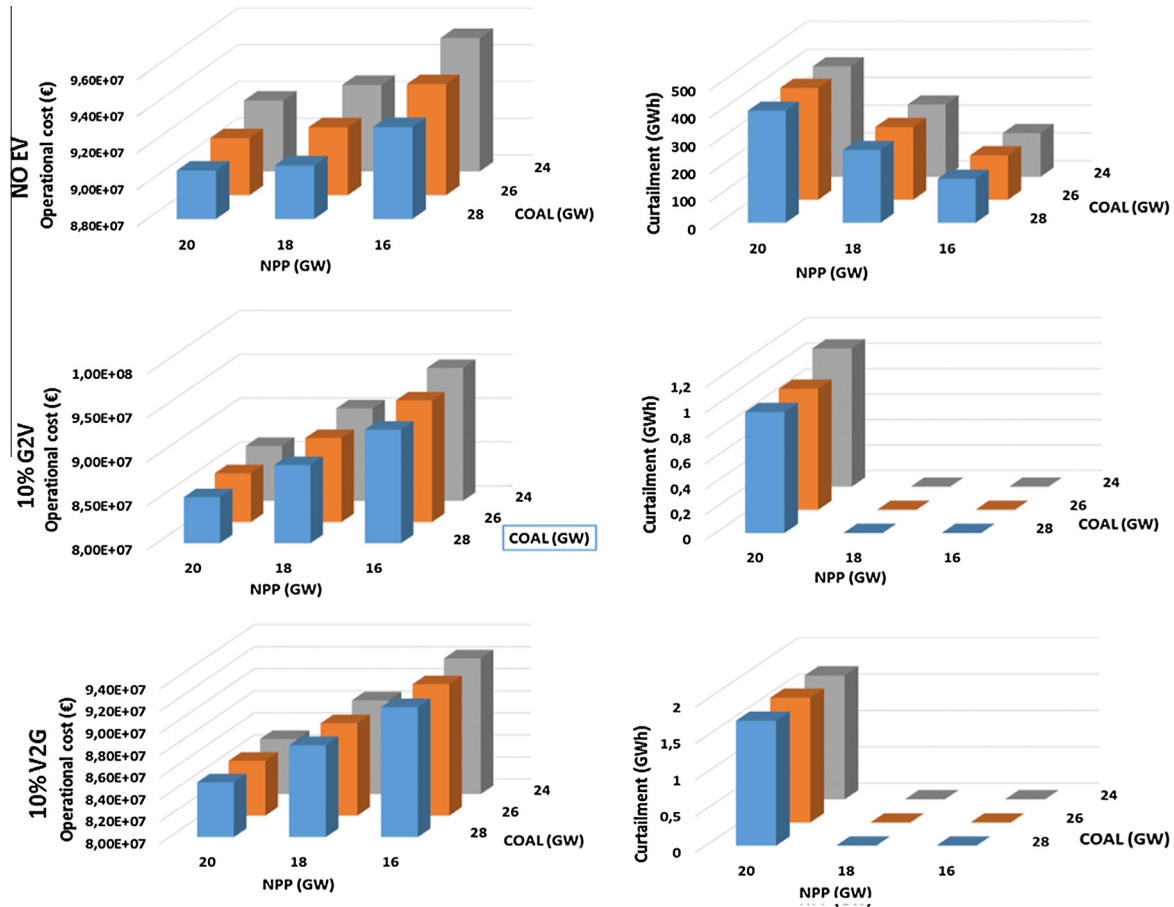 NO EV
Operational cost (€)
9,60E+07
9,40E+07
9,20E+07
9,00E+07
8,80E+07
20
18
16
NPP (GW)
28
26
24
COAL (GW)
Curtailment (GWh)
500
400
300
200
100
0
20
18
16
NPP (GW)
28
26
24
COAL (GW)
10% G2V
Operational cost (€)
1,00E+08
9,50E+07
9,00E+07
8,50E+07
8,00E+07
20
18
16
NPP (GW)
28
26
24
COAL (GW)
Curtailment (GWh)
1,2
1
0,8
0,6
0,4
0,2
0
20
18
16
NPP (GW)
28
26
24
COAL (GW)
10% V2G
Operational cost (€)
9,40E+07
9,20E+07
9,00E+07
8,80E+07
8,60E+07
8,40E+07
8,20E+07
8,00E+07
20
18
16
NPP (GW)
28
26
24
COAL (GW)
Curtailment (GWh)
2
1,5
1
0,5
0
20
18
16
NPP (GW)
28
26
24
COAL (GW)